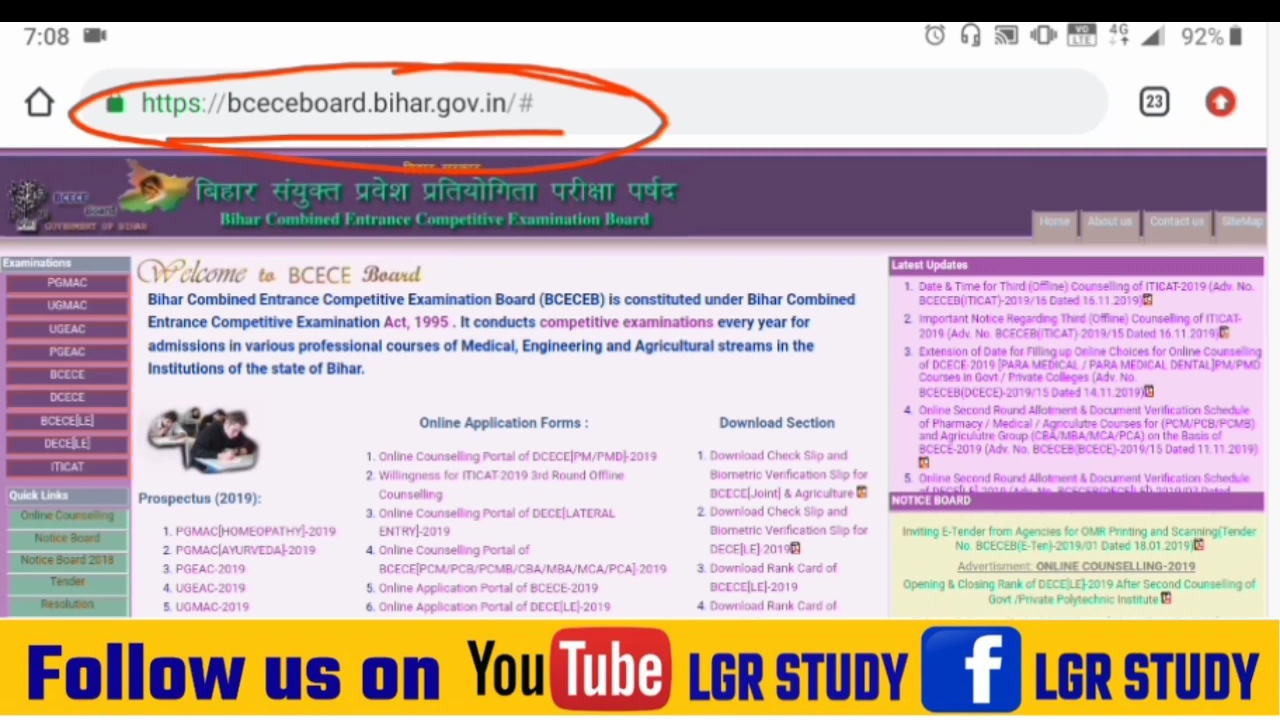 7:08
VO
LTE
4G
92%
https://bceceboard.bihar.gov.in/#
23
बिहार सरकार
BCECE
Board
GOVERNMENT OF BIHAR
बिहार संयुक्त प्रवेश प्रतियोगिता परीक्षा पर्षद
Bihar Combined Entrance Competitive Examination Board
Home
About us
Contact us
SiteMap
Examinations
PGMAC
UGMAC
UGEAC
PGEAC
BCECE
DCECE
BCECE[LE]
DECE[LE]
ITICAT
Quick Links
Online Counselling
Notice Board
Notice Board 2018
Tender
Resolution
Welcome to BCECE Board
Bihar Combined Entrance Competitive Examination Board (BCECEB) is constituted under Bihar Combined
Entrance Competitive Examination Act, 1995 . It conducts competitive examinations every year for
admissions in various professional courses of Medical, Engineering and Agricultural streams in the
Institutions of the state of Bihar.
Prospectus (2019):
1. PGMAC[HOMEOPATHY]-2019
2. PGMAC[AYURVEDA]-2019
3. PGEAC-2019
4. UGEAC-2019
5. UGMAC-2019
Online Application Forms :
1. Online Counselling Portal of DCECE[PM/PMD]-2019
2. Willingness for ITICAT-2019 3rd Round Offline
Counselling
3. Online Counselling Portal of DECE[LATERAL
ENTRY]-2019
4. Online Counselling Portal of
BCECE[PCM/PCB/PCMB/CBA/MBA/MCA/PA]-2019
5. Online Application Portal of BCECE-2019
6. Online Application Portal of DECE[LE]-2019
Download Section
1. Download Check Slip and
Biometric Verification Slip for
BCECE[Joint] & Agriculture
2. Download Check Slip and
Biometric Verification Slip for
DECE[LE]-2019
3. Download Rank Card of
BCECE[LE]-2019
4. Download Rank Card of
Latest Updates
1. Date & Time for Third (Offline) Counselling of ITICAT-2019 (Adv. No.
BCECEB(ITICAT)-2019/16 Dated 16.11.2019)
2. Important Notice Regarding Third (Offline) Counselling of ITICAT-
2019 (Adv. No. BCECEB(ITICAT)-2019/15 Dated 16.11.2019)
3. Extension of Date for Filling up Online Choices for Online Counselling
of DCECE-2019 [PARA MEDICAL / PARA MEDICAL DENTAL]PM/PMD
Courses in Govt / Private Colleges (Adv. No.
BCECEB(DCECE)-2019/15 Dated 14.11.2019)
4. Online Second Round Allotment & Document Verification Schedule
of Pharmacy / Medical / Agriculutre Courses for (PCM/PCB/PCMB)
and Agriculutre Group (CBA/MBA/MCA/PCA) on the Basis of
BCECE-2019 (Adv. No. BCECEB(BCECE)-2019/15 Dated 11.11.2019)
5. Online Second Round Allotment & Document Verification Schedule
NOTICE BOARD
Inviting E-Tender from Agencies for OMR Printing and Scanning(Tender
No. BCECEB(E-Ten)-2019/01 Dated 18.01.2019)
Advertisment: ONLINE COUNSELLING-2019
Opening & Closing Rank of DECE[LE]-2019 After Second Counselling of
Govt /Private Polytechnic Institute
Follow us on YouTube LGR STUDY f LGR STUDY